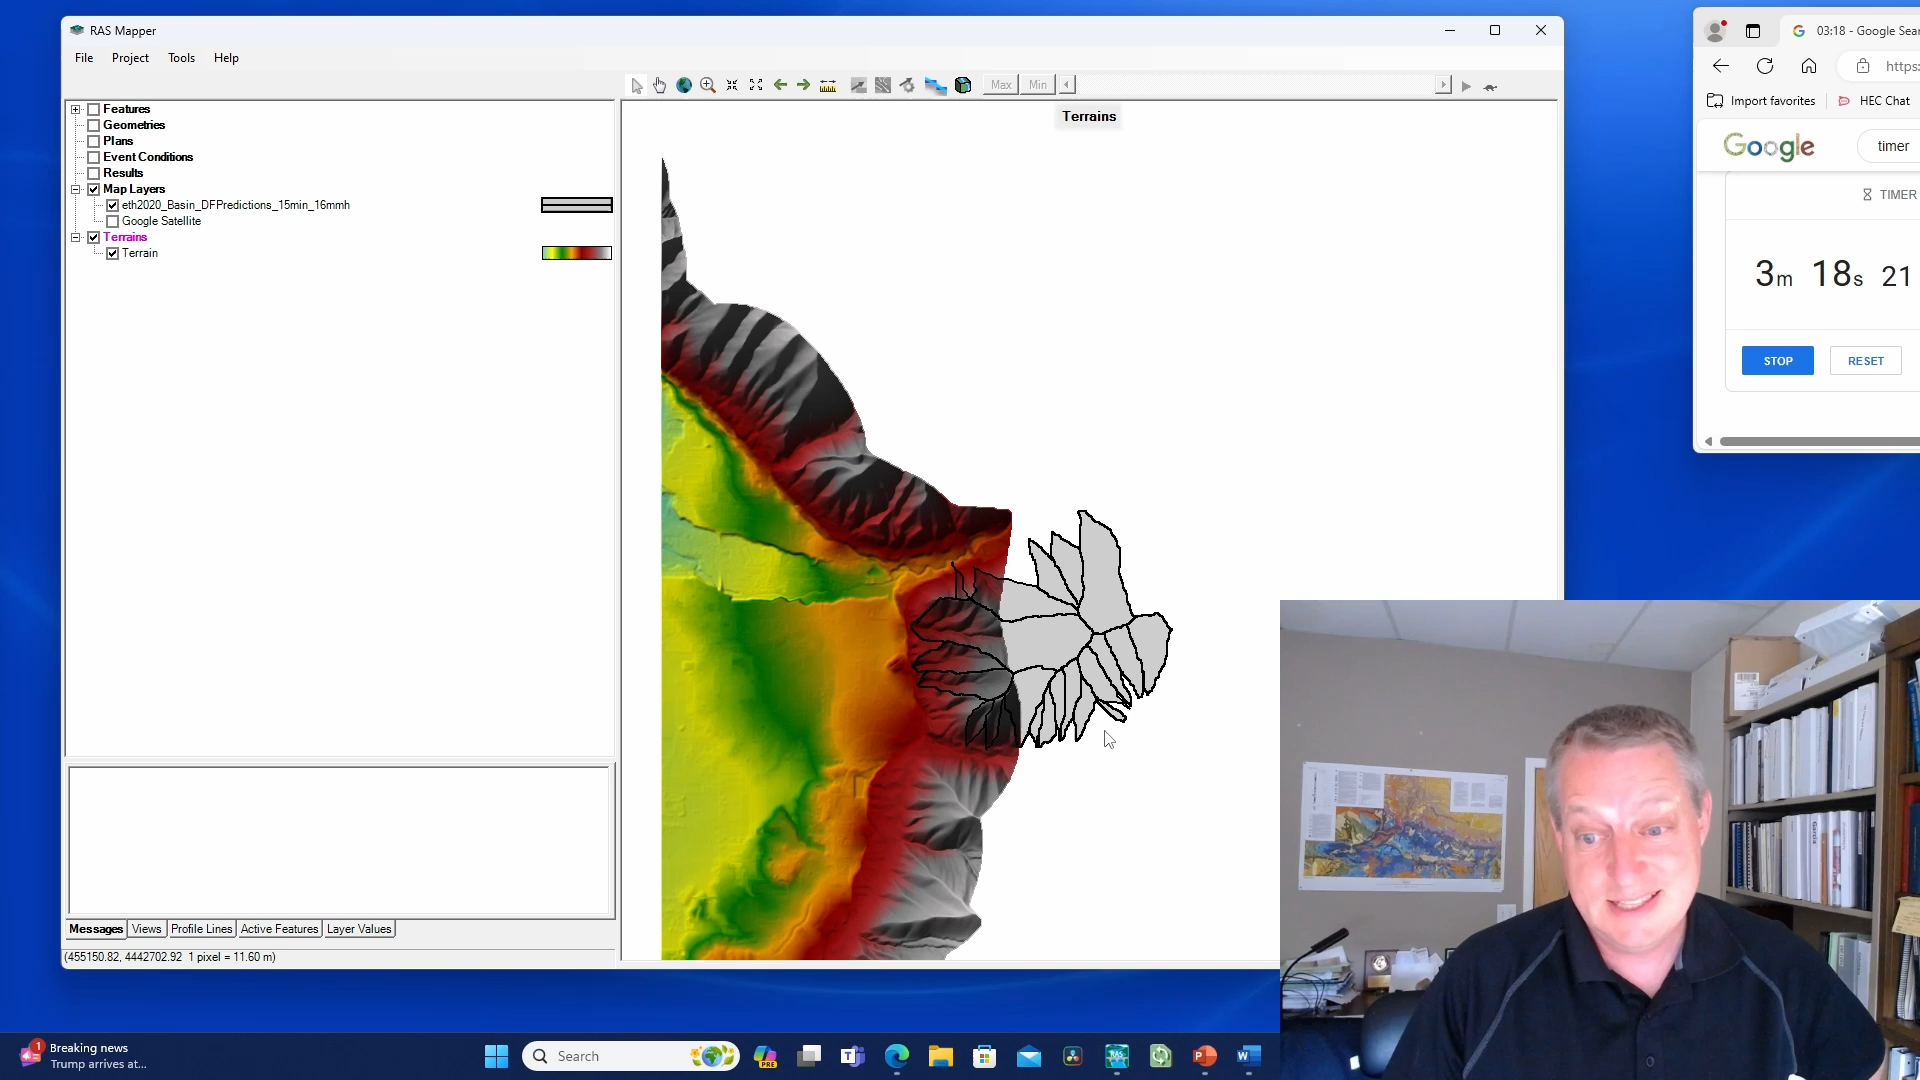 RAS Mapper
File Project Tools Help
Max Min
Features
Geometries
Plans
Event Conditions
Results
Map Layers
eth2020_Basin_DFPredictions_15min_16mmh
Google Satellite
Terrains
Terrain
Terrains
Messages Views Profile Lines Active Features Layer Values
(455150.82, 4442702.92 1 pixel = 11.60 m)
03:18 - Google Sear
https:
Import favorites HEC Chat
Google timer
TIMER
3m 18s 21
STOP RESET
1 Breaking news
Trump arrives at...
Search
PRE
RAS